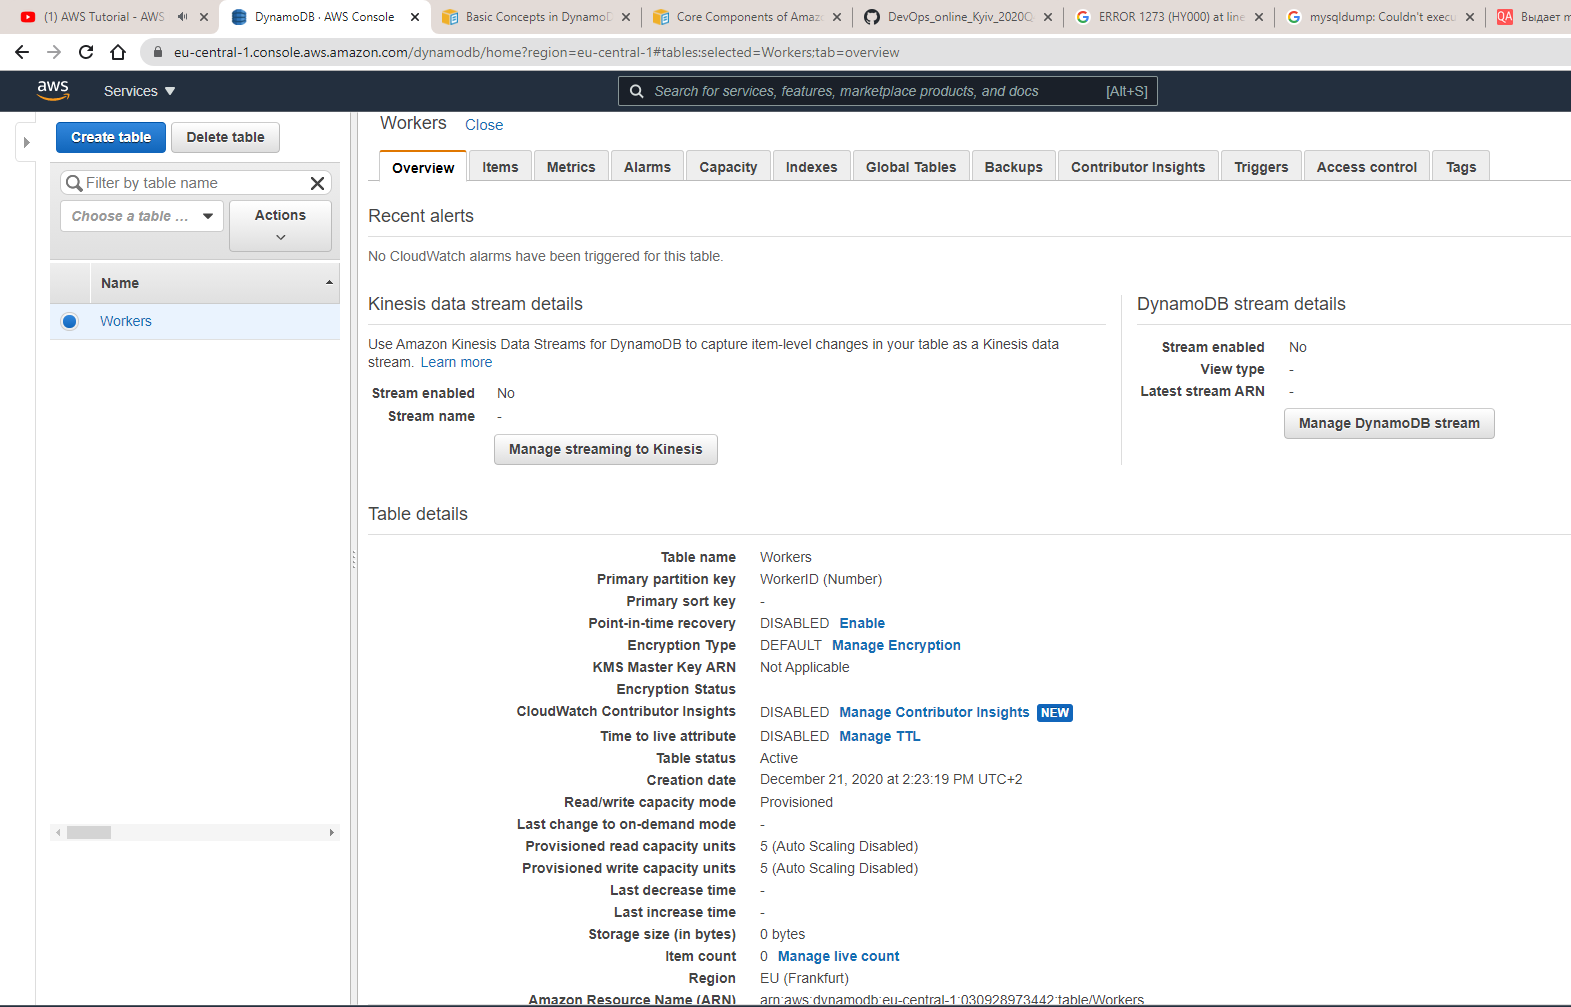 (1) AWS Tutorial - AWS
DynamoDB · AWS Console
Basic Concepts in Dynamo
Core Components of Amaz
DevOps_online_Kyiv_2020Q
ERROR 1273 (HY000) at line
mysqldump: Couldn't execu
QA Выдает m
eu-central-1.console.aws.amazon.com/dynamodb/home?region=eu-central-1#tables:selected=Workers;tab=overview
aws
Services
Search for services, features, marketplace products, and docs [Alt+S]
Create table
Delete table
Filter by table name
Choose a table ...
Actions
Name
Workers
Workers Close
Overview Items Metrics Alarms Capacity Indexes Global Tables Backups Contributor Insights Triggers Access control Tags
Recent alerts
No CloudWatch alarms have been triggered for this table.
Kinesis data stream details
Use Amazon Kinesis Data Streams for DynamoDB to capture item-level changes in your table as a Kinesis data
stream. Learn more
Stream enabled No
Stream name -
Manage streaming to Kinesis
DynamoDB stream details
Stream enabled No
View type -
Latest stream ARN -
Manage DynamoDB stream
Table details
Table name Workers
Primary partition key WorkerID (Number)
Primary sort key -
Point-in-time recovery DISABLED Enable
Encryption Type DEFAULT Manage Encryption
KMS Master Key ARN Not Applicable
Encryption Status
CloudWatch Contributor Insights DISABLED Manage Contributor Insights NEW
Time to live attribute DISABLED Manage TTL
Table status Active
Creation date December 21, 2020 at 2:23:19 PM UTC+2
Read/write capacity mode Provisioned
Last change to on-demand mode -
Provisioned read capacity units 5 (Auto Scaling Disabled)
Provisioned write capacity units 5 (Auto Scaling Disabled)
Last decrease time -
Last increase time -
Storage size (in bytes) 0 bytes
Item count 0 Manage live count
Region EU (Frankfurt)
Amazon Resource Name (ARN) arn:aws:dynamodb:eu-central-1:030928973442:table/Workers